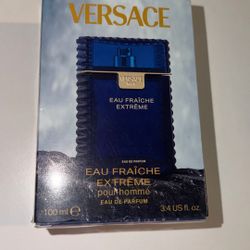 VERSACE
VERSACE
EAU FRAÎCHE
EXTRÊME
EAU DE PARFUM
EAU FRAÎCHE
EXTRÊME
pour homme
EAU DE PARFUM
100 ml e 3.4 US fl. oz.